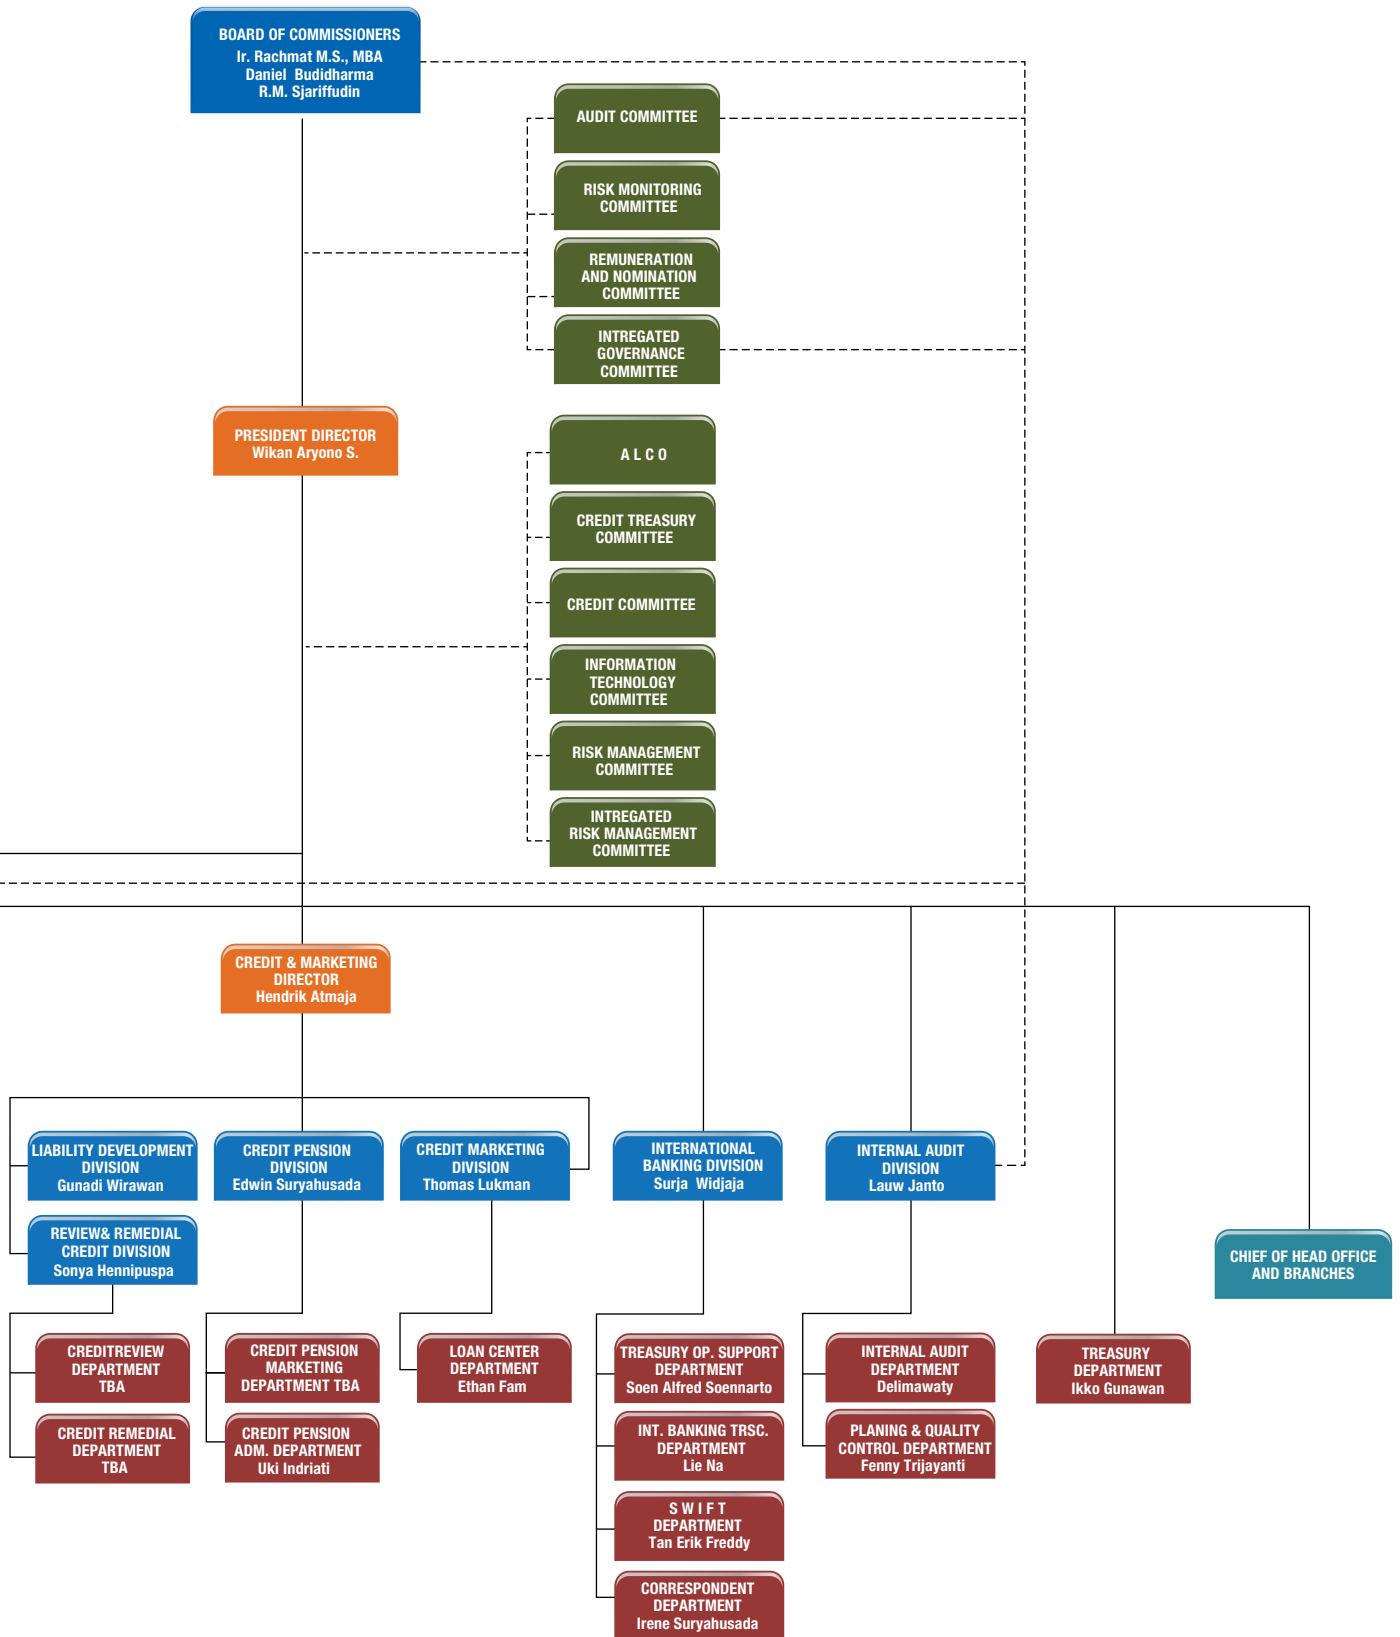 BOARD OF COMMISSIONERS
Ir. Rachmat M.S., MBA
Daniel Budidharma
R.M. Sjariffudin
AUDIT COMMITTEE
RISK MONITORING
COMMITTEE
REMUNERATION
AND NOMINATION
COMMITTEE
INTREGATED
GOVERNANCE
COMMITTEE
PRESIDENT DIRECTOR
Wikan Aryono S.
A L C O
CREDIT TREASURY
COMMITTEE
CREDIT COMMITTEE
INFORMATION
TECHNOLOGY
COMMITTEE
RISK MANAGEMENT
COMMITTEE
INTREGATED
RISK MANAGEMENT
COMMITTEE
CREDIT & MARKETING
DIRECTOR
Hendrik Atmaja
LIABILITY DEVELOPMENT
DIVISION
Gunadi Wirawan
CREDIT PENSION
DIVISION
Edwin Suryahusada
CREDIT MARKETING
DIVISION
Thomas Lukman
INTERNATIONAL
BANKING DIVISION
Surja Widjaja
INTERNAL AUDIT
DIVISION
Lauw Janto
REVIEW& REMEDIAL
CREDIT DIVISION
Sonya Hennipuspa
CHIEF OF HEAD OFFICE
AND BRANCHES
CREDITREVIEW
DEPARTMENT
TBA
CREDIT PENSION
MARKETING
DEPARTMENT TBA
LOAN CENTER
DEPARTMENT
Ethan Fam
TREASURY OP. SUPPORT
DEPARTMENT
Soen Alfred Soennarto
INTERNAL AUDIT
DEPARTMENT
Delimawaty
TREASURY
DEPARTMENT
Ikko Gunawan
CREDIT REMEDIAL
DEPARTMENT
TBA
CREDIT PENSION
ADM. DEPARTMENT
Uki Indriati
INT. BANKING TRSC.
DEPARTMENT
Lie Na
PLANING & QUALITY
CONTROL DEPARTMENT
Fenny Trijayanti
S W I F T
DEPARTMENT
Tan Erik Freddy
CORRESPONDENT
DEPARTMENT
Irene Suryahusada